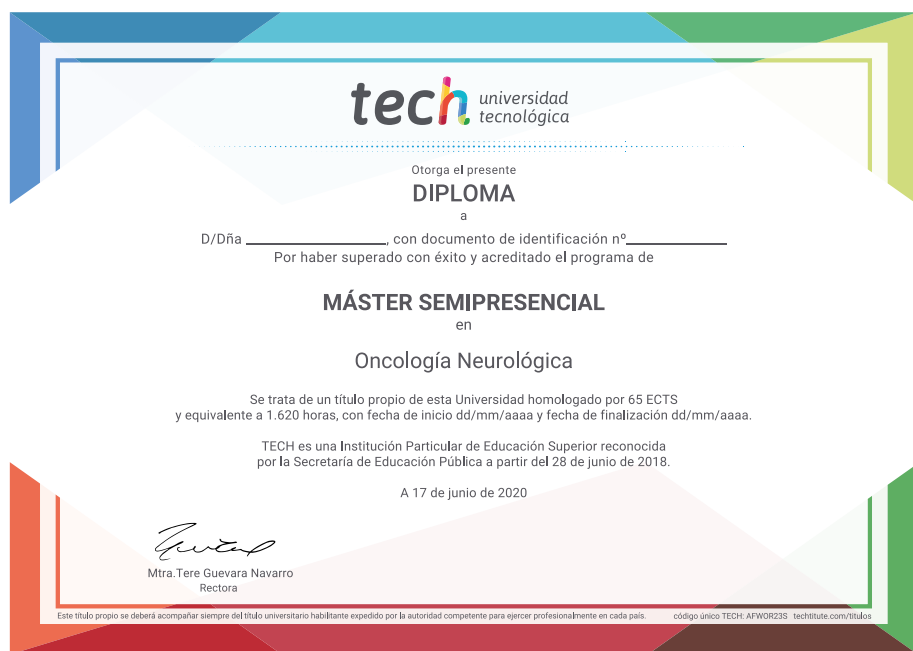 tech universidad
tecnológica
Otorga el presente
DIPLOMA
a
D/Dña ________________, con documento de identificación nº____________
Por haber superado con éxito y acreditado el programa de
MÁSTER SEMIPRESENCIAL
en
Oncología Neurológica
Se trata de un título propio de esta Universidad homologado por 65 ECTS
y equivalente a 1.620 horas, con fecha de inicio dd/mm/aaaa y fecha de finalización dd/mm/aaaa.
TECH es una Institución Particular de Educación Superior reconocida
por la Secretaría de Educación Pública a partir del 28 de junio de 2018.
A 17 de junio de 2020
Mtra.Tere Guevara Navarro
Rectora
Este título propio se deberá acompañar siempre del título universitario habilitante expedido por la autoridad competente para ejercer profesionalmente en cada país. código único TECH: AFWOR23S techtitute.com/titulos